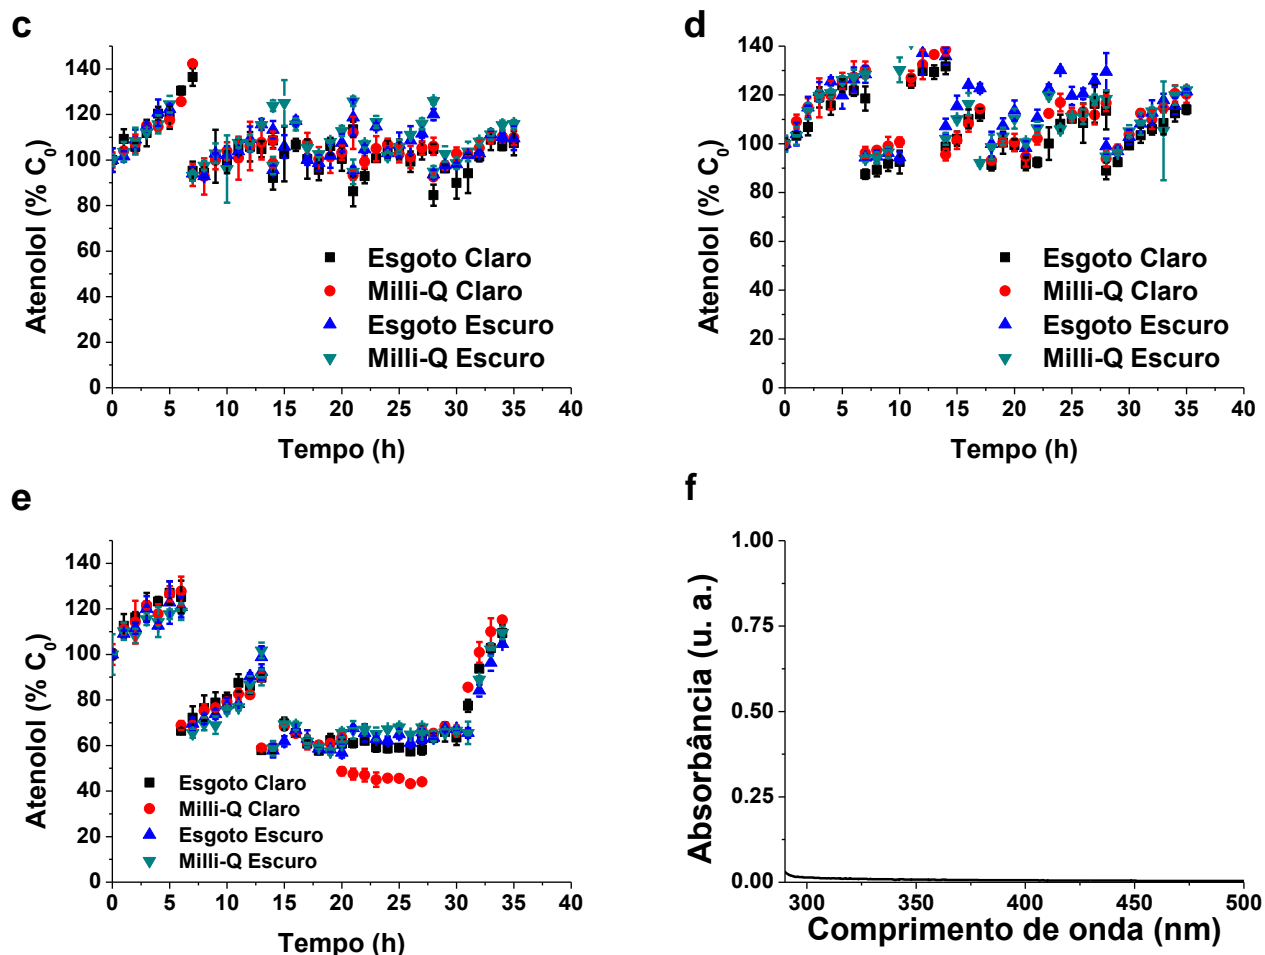 c
Atenolol (% C0)
140
120
100
80
60
40
20
0
0 5 10 15 20 25 30 35 40
Tempo (h)
Esgoto Claro
Milli-Q Claro
Esgoto Escuro
Milli-Q Escuro
d
Atenolol (% C0)
140
120
100
80
60
40
20
0
0 5 10 15 20 25 30 35 40
Tempo (h)
Esgoto Claro
Milli-Q Claro
Esgoto Escuro
Milli-Q Escuro
e
Atenolol (% C0)
140
120
100
80
60
40
20
0
0 5 10 15 20 25 30 35 40
Tempo (h)
Esgoto Claro
Milli-Q Claro
Esgoto Escuro
Milli-Q Escuro
f
Absorbância (u. a.)
1.00
0.75
0.50
0.25
0.00
300 350 400 450 500
Comprimento de onda (nm)